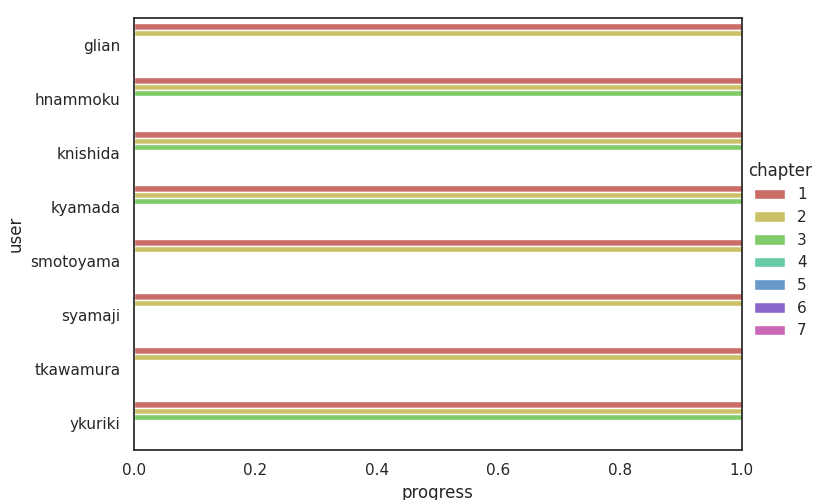 glian
hnammoku
knishida
kyamada
smotoyama
syamaji
tkawamura
ykuriki
user
0.0 0.2 0.4 0.6 0.8 1.0
progress
chapter
1
2
3
4
5
6
7